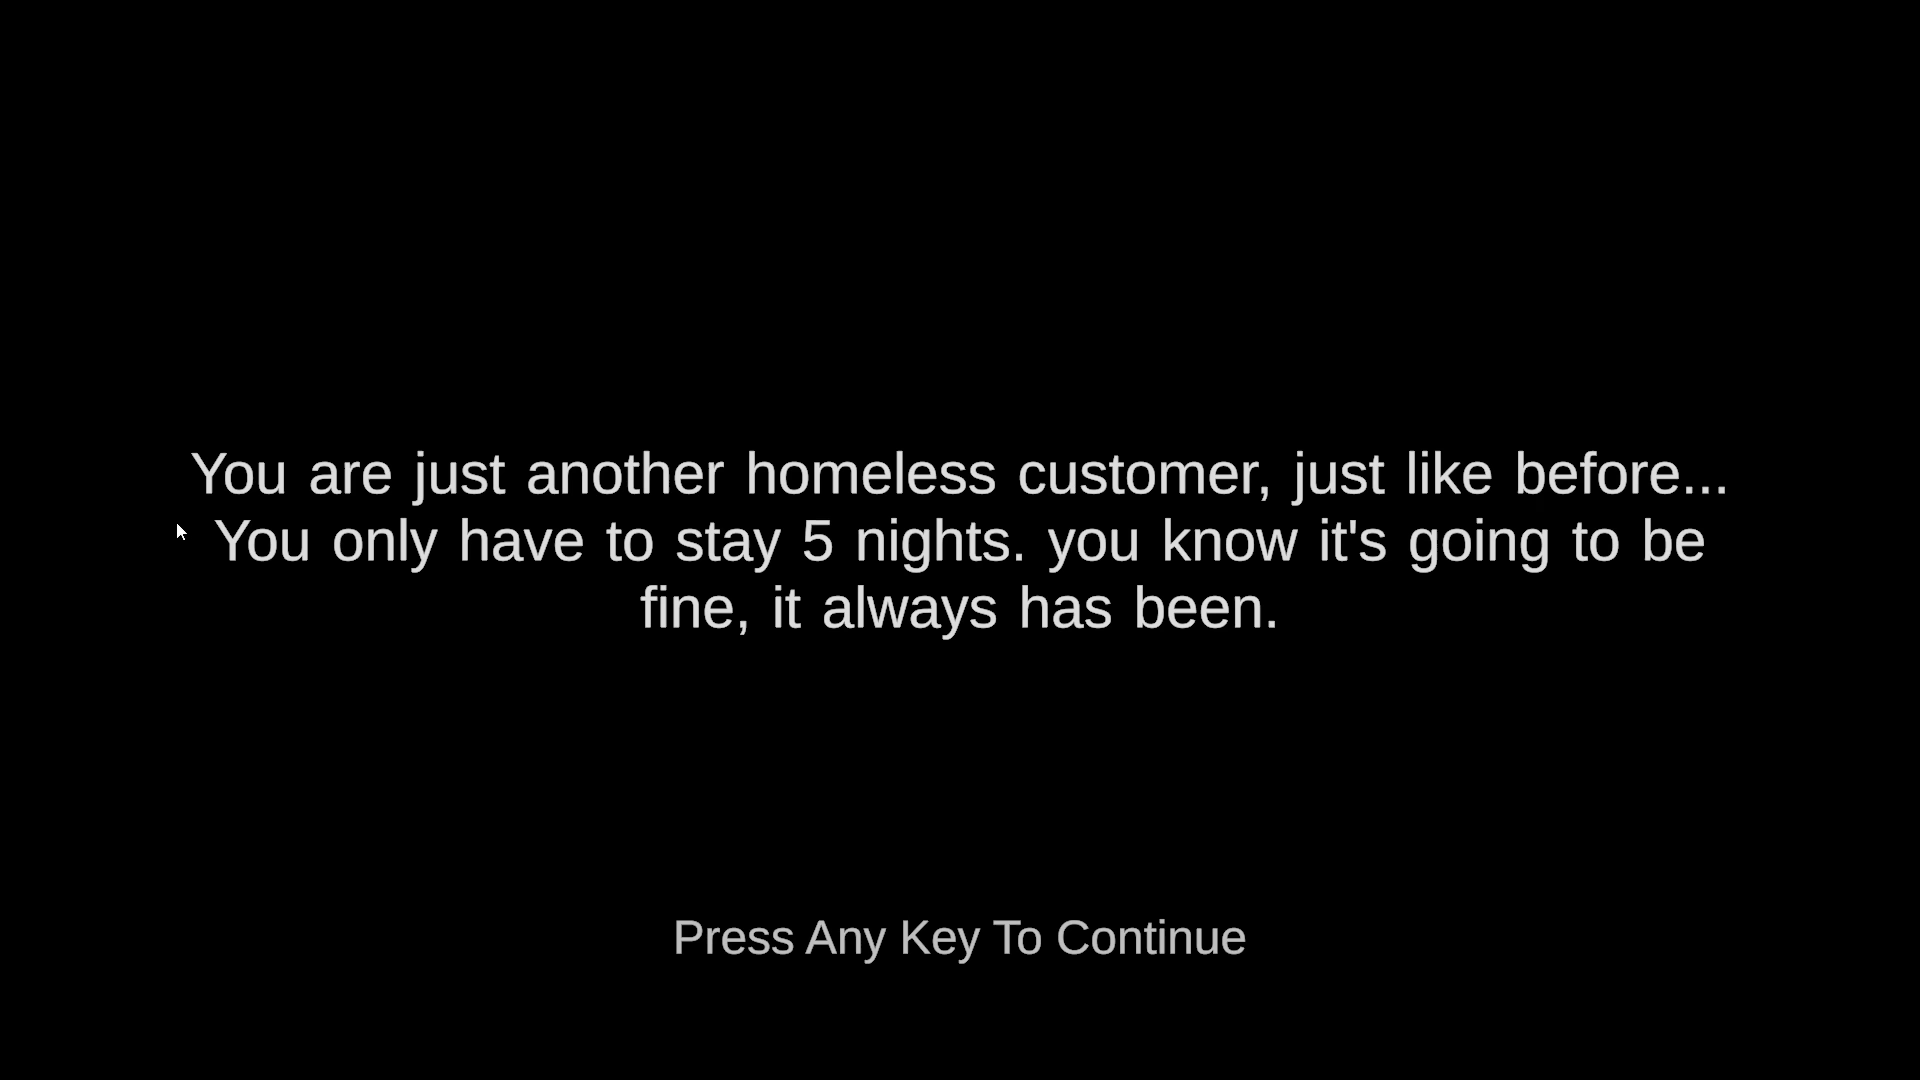 You are just another homeless customer, just like before...
You only have to stay 5 nights. you know it's going to be
fine, it always has been.
Press Any Key To Continue